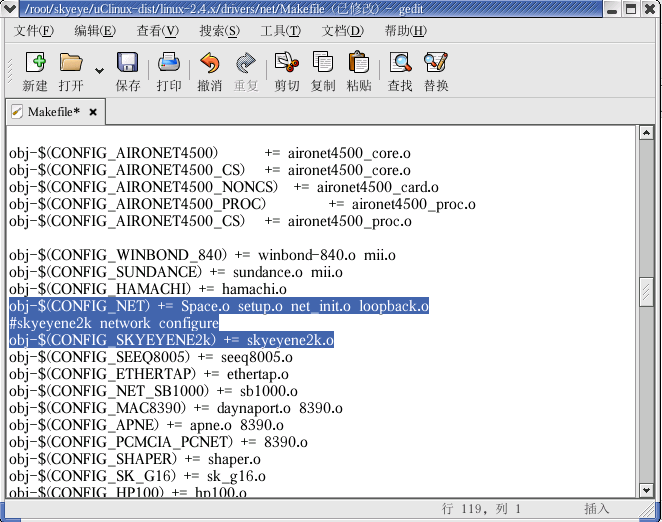 /root/skyeye/uClinux-dist/linux-2.4.x/drivers/net/Makefile (已修改) - gedit
文件(F) 编辑(E) 查看(V) 搜索(S) 工具(T) 文档(D) 帮助(H)
新建 打开 保存 打印 撤消 重复 剪切 复制 粘贴 查找 替换
Makefile*
obj-$(CONFIG_AIRONET4500) += aironet4500_core.o
obj-$(CONFIG_AIRONET4500_CS) += aironet4500_core.o
obj-$(CONFIG_AIRONET4500_NONCS) += aironet4500_card.o
obj-$(CONFIG_AIRONET4500_PROC) += aironet4500_proc.o
obj-$(CONFIG_AIRONET4500_CS) += aironet4500_proc.o
obj-$(CONFIG_WINBOND_840) += winbond-840.o mii.o
obj-$(CONFIG_SUNDANCE) += sundance.o mii.o
obj-$(CONFIG_HAMACHI) += hamachi.o
obj-$(CONFIG_NET) += Space.o setup.o net_init.o loopback.o
#skyeyene2k network configure
obj-$(CONFIG_SKYEYENE2k) += skyeyene2k.o
obj-$(CONFIG_SEEQ8005) += seeq8005.o
obj-$(CONFIG_ETHERTAP) += ethertap.o
obj-$(CONFIG_NET_SB1000) += sb1000.o
obj-$(CONFIG_MAC8390) += daynaport.o 8390.o
obj-$(CONFIG_APNE) += apne.o 8390.o
obj-$(CONFIG_PCMCIA_PCNET) += 8390.o
obj-$(CONFIG_SHAPER) += shaper.o
obj-$(CONFIG_SK_G16) += sk_g16.o
obj-$(CONFIG_HP100) += hp100.o
行 119, 列 1 插入